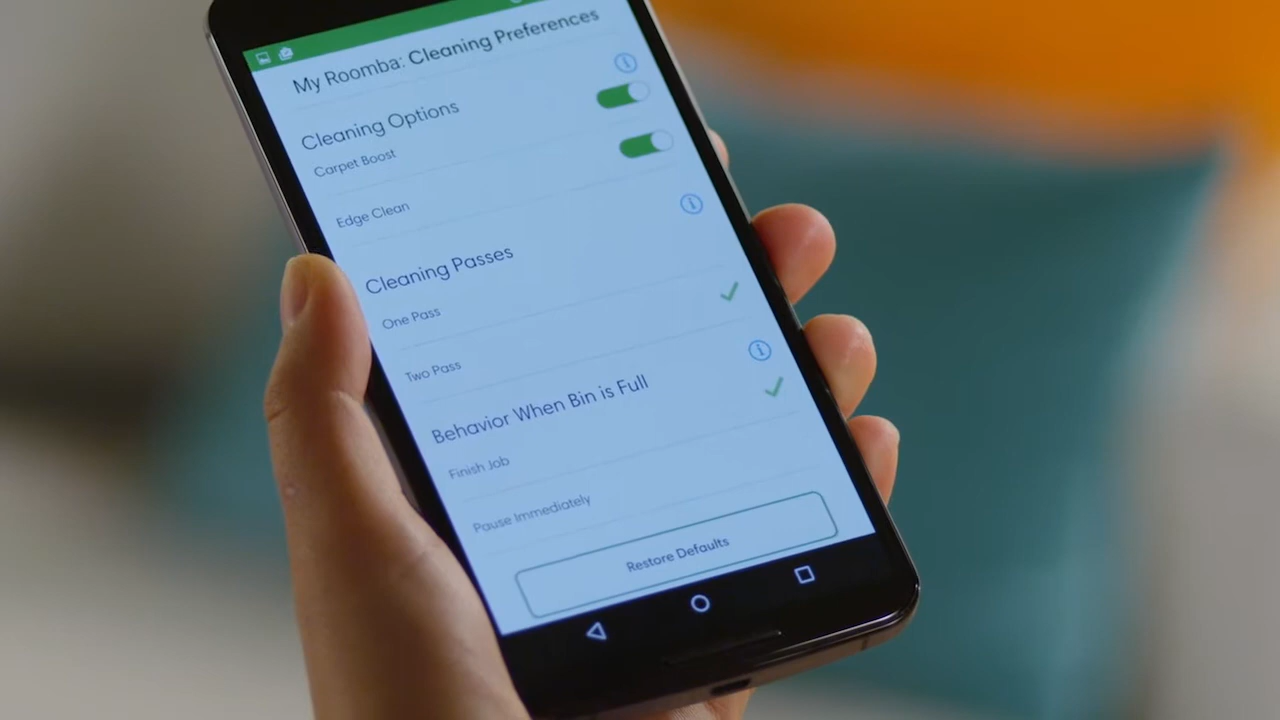 My Roomba: Cleaning Preferences
Cleaning Options
Carpet Boost
Edge Clean
Cleaning Passes
One Pass
Two Pass
Behavior When Bin is Full
Finish Job
Pause Immediately
Restore Defaults